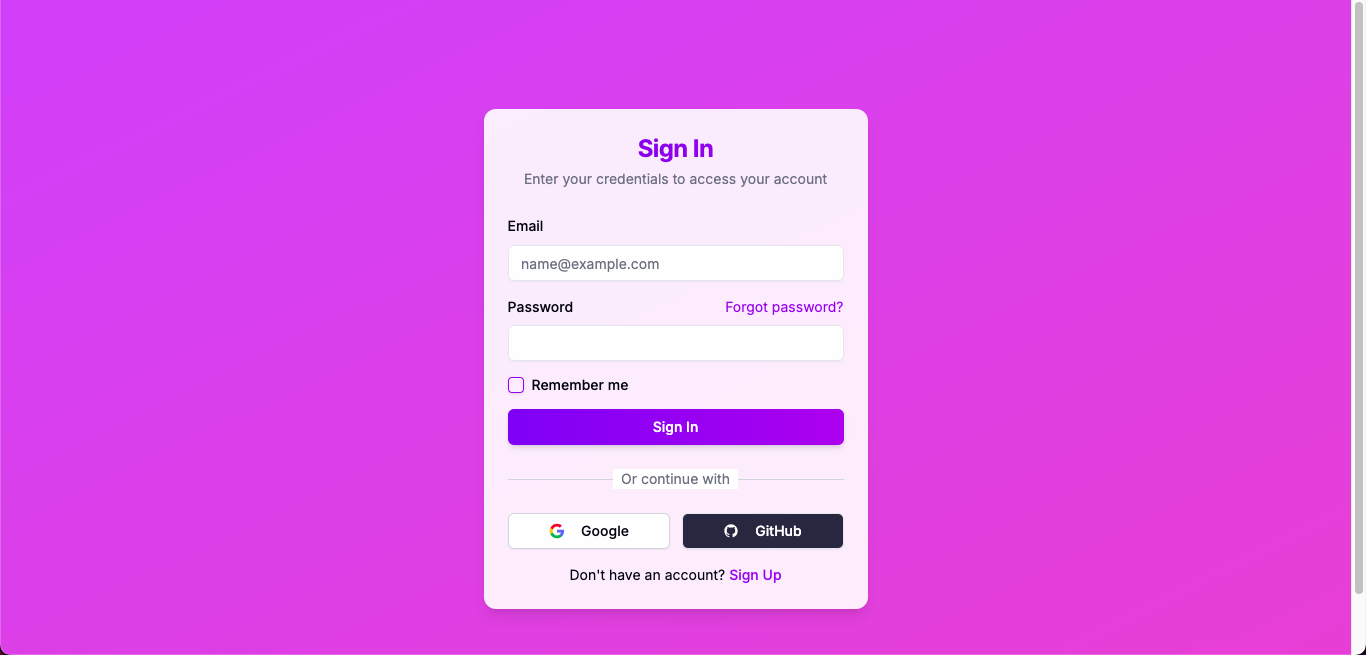 Sign In
Enter your credentials to access your account
Email
name@example.com
Password Forgot password?
Remember me
Sign In
Or continue with
Google GitHub
Don't have an account? Sign Up